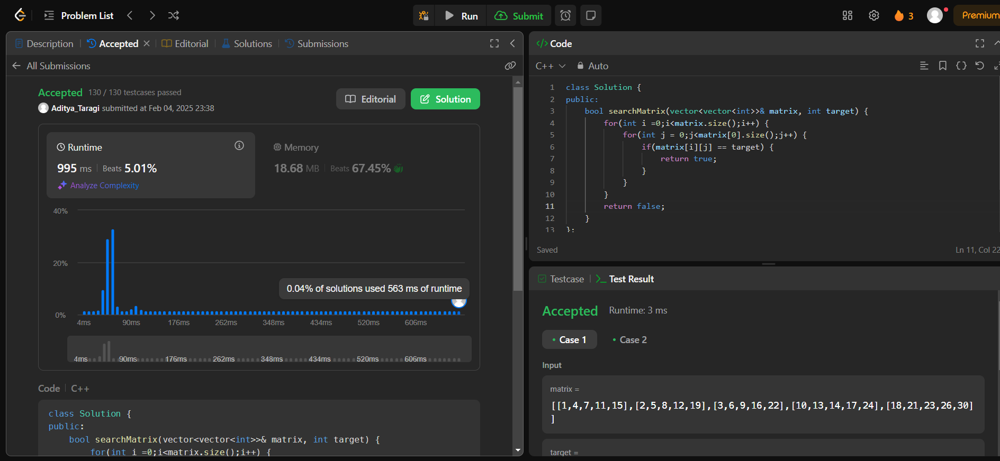 Problem List
Run
Submit
3
Premium
Description
Accepted
Editorial
Solutions
Submissions
All Submissions
Accepted 130 / 130 testcases passed
Aditya_Taragi submitted at Feb 04, 2025 23:38
Editorial
Solution
Runtime
995 ms | Beats 5.01%
Analyze Complexity
Memory
18.68 MB | Beats 67.45%
40%
20%
0%
0.04% of solutions used 563 ms of runtime
4ms 90ms 176ms 262ms 348ms 434ms 520ms 606ms
4ms 90ms 176ms 262ms 348ms 434ms 520ms 606ms
Code | C++
class Solution {
public:
    bool searchMatrix(vector<vector<int>>& matrix, int target) {
        for(int i =0;i<matrix.size();i++) {
</> Code
C++ Auto
1 class Solution {
2 public:
3     bool searchMatrix(vector<vector<int>>& matrix, int target) {
4         for(int i =0;i<matrix.size();i++) {
5             for(int j = 0;j<matrix[0].size();j++) {
6                 if(matrix[i][j] == target) {
7                     return true;
8                 }
9             }
10         }
11         return false;
12     }
13 };
Saved
Ln 11, Col 22
Testcase
>_ Test Result
Accepted Runtime: 3 ms
• Case 1
• Case 2
Input
matrix =
[[1,4,7,11,15],[2,5,8,12,19],[3,6,9,16,22],[10,13,14,17,24],[18,21,23,26,30]
]
target =